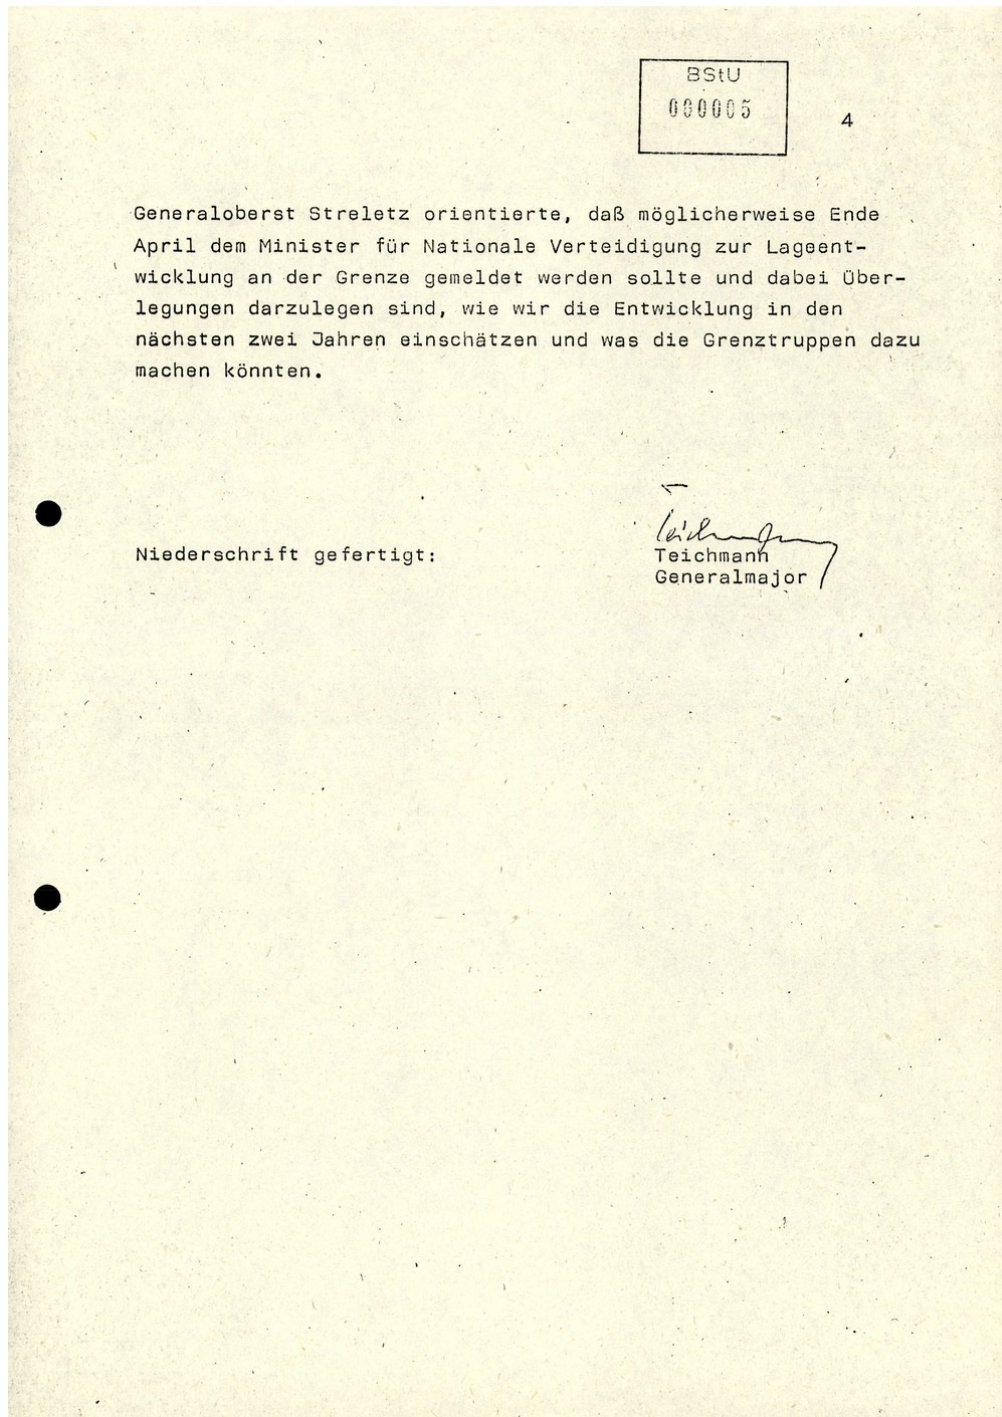 BStU
000005
4
Generaloberst Streletz orientierte, daß möglicherweise Ende
April dem Minister für Nationale Verteidigung zur Lageent-
wicklung an der Grenze gemeldet werden sollte und dabei Über-
legungen darzulegen sind, wie wir die Entwicklung in den
nächsten zwei Jahren einschätzen und was die Grenztruppen dazu
machen könnten.
Teichmann
Niederschrift gefertigt:
Teichmann
Generalmajor